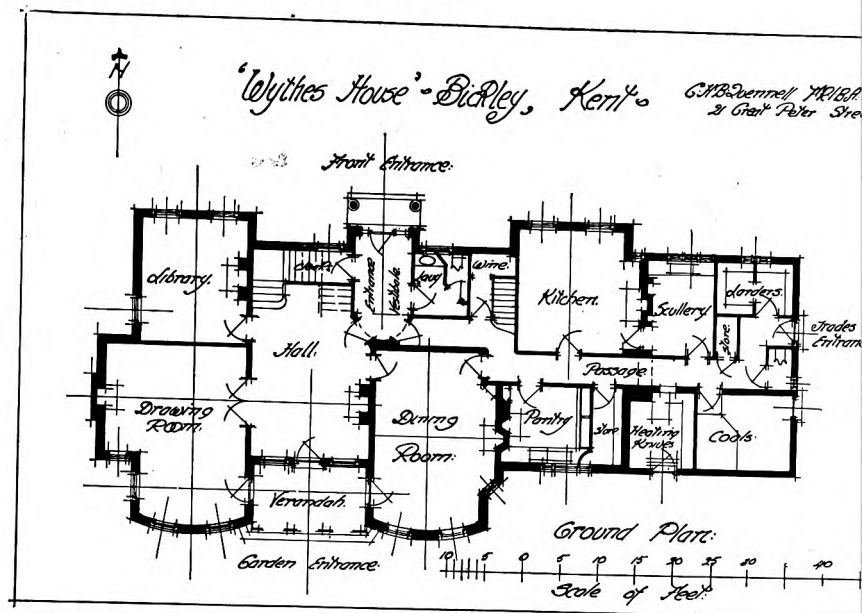 N
'Wythes House' - Bickley, Kent -
C.H.B. Quennell F.R.I.B.A.
21 Great Peter Stre
Front Entrance:
Library.
Cloaks
Entrance
Vestibule.
Lav.
Wine.
Kitchen.
Scullery
Larders.
Store.
Trades
Entran
Hall.
Passage.
Drawing
Room.
Dining
Room:
Pantry
Store
Heating
Knives
Coals.
Verandah.
Garden Entrance:
Ground Plan:
10 5 0 5 10 15 20 25 30 40
Scale of Feet: